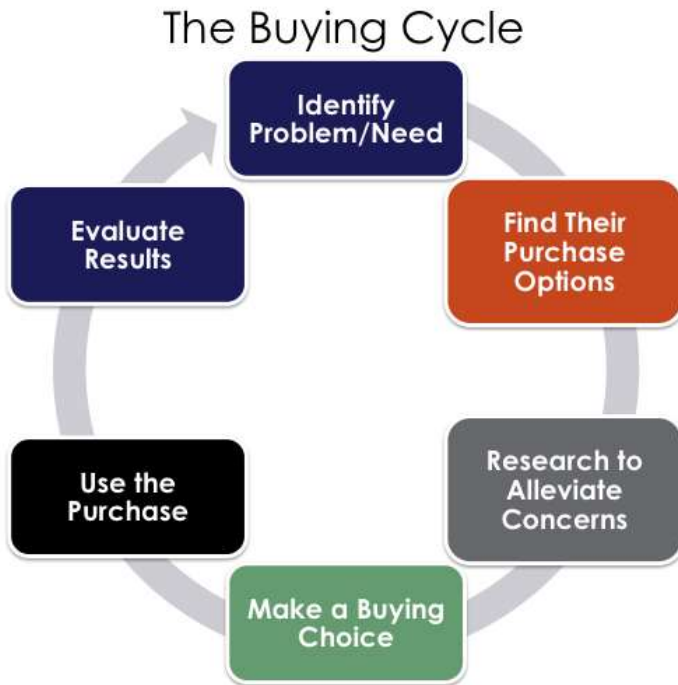 The Buying Cycle
Identify
Problem/Need
Find Their
Purchase
Options
Research to
Alleviate
Concerns
Make a Buying
Choice
Use the
Purchase
Evaluate
Results